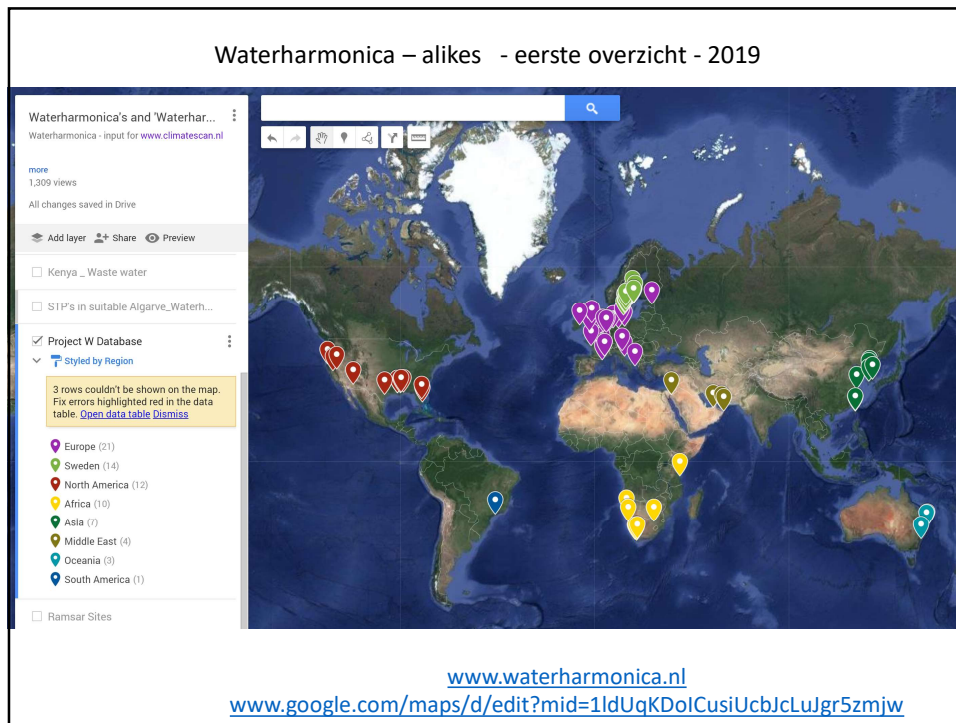 Waterharmonica – alikes - eerste overzicht - 2019
Waterharmonica's and 'Waterhar...
Waterharmonica - input for www.climatescan.nl
more
1,309 views
All changes saved in Drive
Add layer Share Preview
Kenya _ Waste water
STP's in suitable Algarve_Waterh...
Project W Database
Styled by Region
3 rows couldn't be shown on the map.
Fix errors highlighted red in the data
table. Open data table Dismiss
Europe (21)
Sweden (14)
North America (12)
Africa (10)
Asia (7)
Middle East (4)
Oceania (3)
South America (1)
Ramsar Sites
www.waterharmonica.nl
www.google.com/maps/d/edit?mid=1ldUqKDoICusiUcbJcLuJgr5zmjw